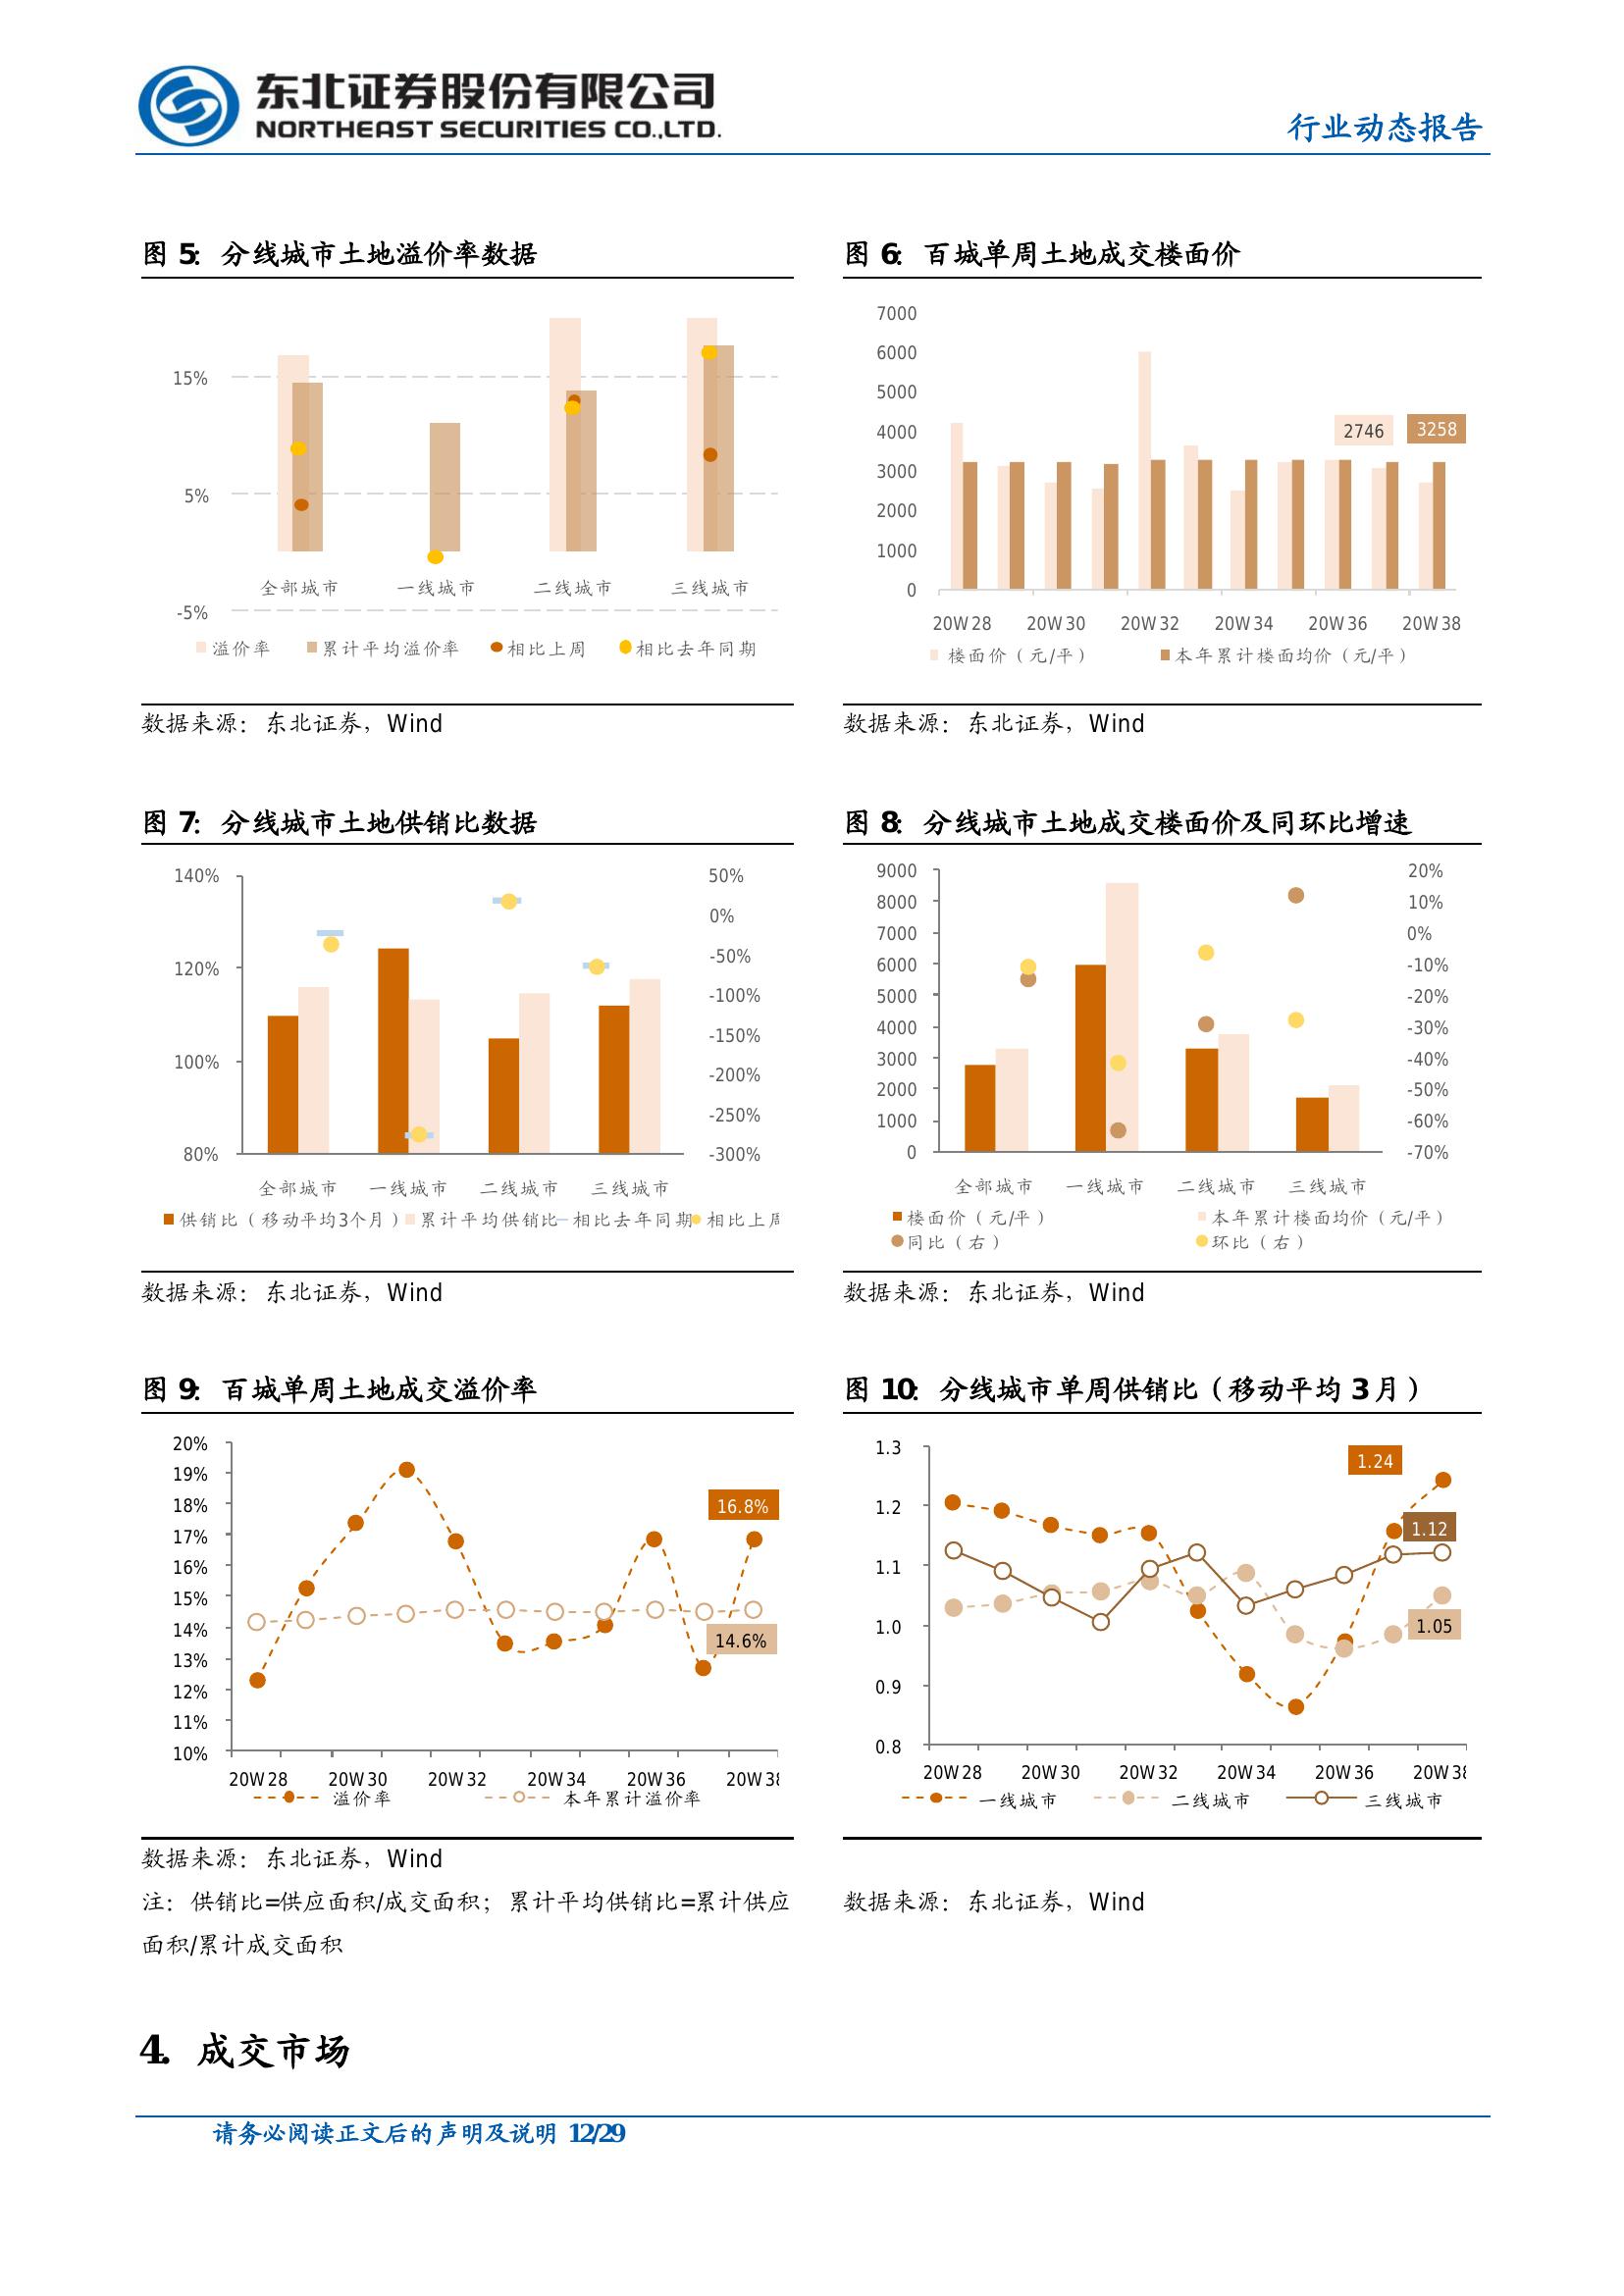 东北证券股份有限公司
NORTHEAST SECURITIES CO.,LTD.
行业动态报告
图 5: 分线城市土地溢价率数据
15%
5%
-5%
全部城市 一线城市 二线城市 三线城市
溢价率 累计平均溢价率 相比上周 相比去年同期
数据来源：东北证券，Wind
图 6: 百城单周土地成交楼面价
7000
6000
5000
4000
3000
2000
1000
0
2746 3258
20W28 20W30 20W32 20W34 20W36 20W38
楼面价（元/平） 本年累计楼面均价（元/平）
数据来源：东北证券，Wind
图 7: 分线城市土地供销比数据
140%
120%
100%
80%
50%
0%
-50%
-100%
-150%
-200%
-250%
-300%
全部城市 一线城市 二线城市 三线城市
供销比（移动平均3个月） 累计平均供销比 相比去年同期 相比上周
数据来源：东北证券，Wind
图 8: 分线城市土地成交楼面价及同环比增速
9000
8000
7000
6000
5000
4000
3000
2000
1000
0
20%
10%
0%
-10%
-20%
-30%
-40%
-50%
-60%
-70%
全部城市 一线城市 二线城市 三线城市
楼面价（元/平） 本年累计楼面均价（元/平）
同比（右） 环比（右）
数据来源：东北证券，Wind
图 9: 百城单周土地成交溢价率
20%
19%
18%
17%
16%
15%
14%
13%
12%
11%
10%
16.8%
14.6%
20W28 20W30 20W32 20W34 20W36 20W38
溢价率 本年累计溢价率
数据来源：东北证券，Wind
注：供销比=供应面积/成交面积；累计平均供销比=累计供应
面积/累计成交面积
图 10: 分线城市单周供销比（移动平均 3 月）
1.3
1.2
1.1
1.0
0.9
0.8
1.24
1.12
1.05
20W28 20W30 20W32 20W34 20W36 20W38
一线城市 二线城市 三线城市
数据来源：东北证券，Wind
4. 成交市场
请务必阅读正文后的声明及说明 12/29